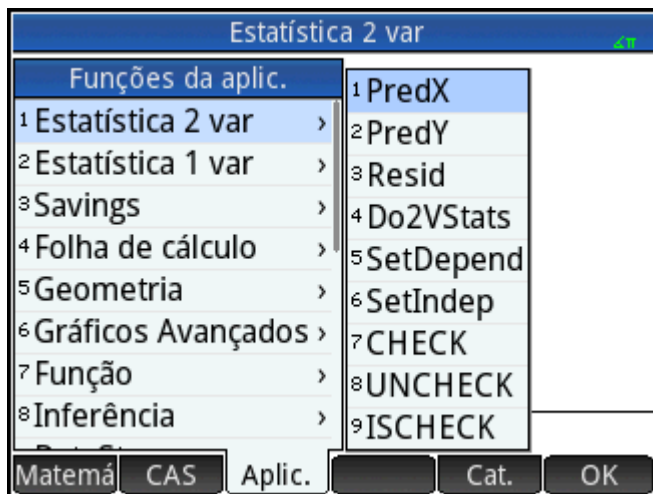 Estatística 2 var
∡π
Funções da aplic.
1 Estatística 2 var >
2 Estatística 1 var >
3 Savings >
4 Folha de cálculo >
5 Geometria >
6 Gráficos Avançados >
7 Função >
8 Inferência >
1 PredX
2 PredY
3 Resid
4 Do2VStats
5 SetDepend
6 SetIndep
7 CHECK
8 UNCHECK
9 ISCHECK
Matemá CAS Aplic. Cat. OK